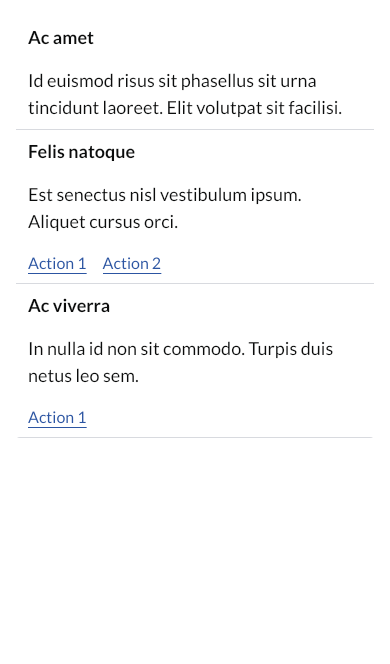 Ac amet
Id euismod risus sit phasellus sit urna
tincidunt laoreet. Elit volutpat sit facilisi.
Felis natoque
Est senectus nisl vestibulum ipsum.
Aliquet cursus orci.
Action 1 Action 2
Ac viverra
In nulla id non sit commodo. Turpis duis
netus leo sem.
Action 1